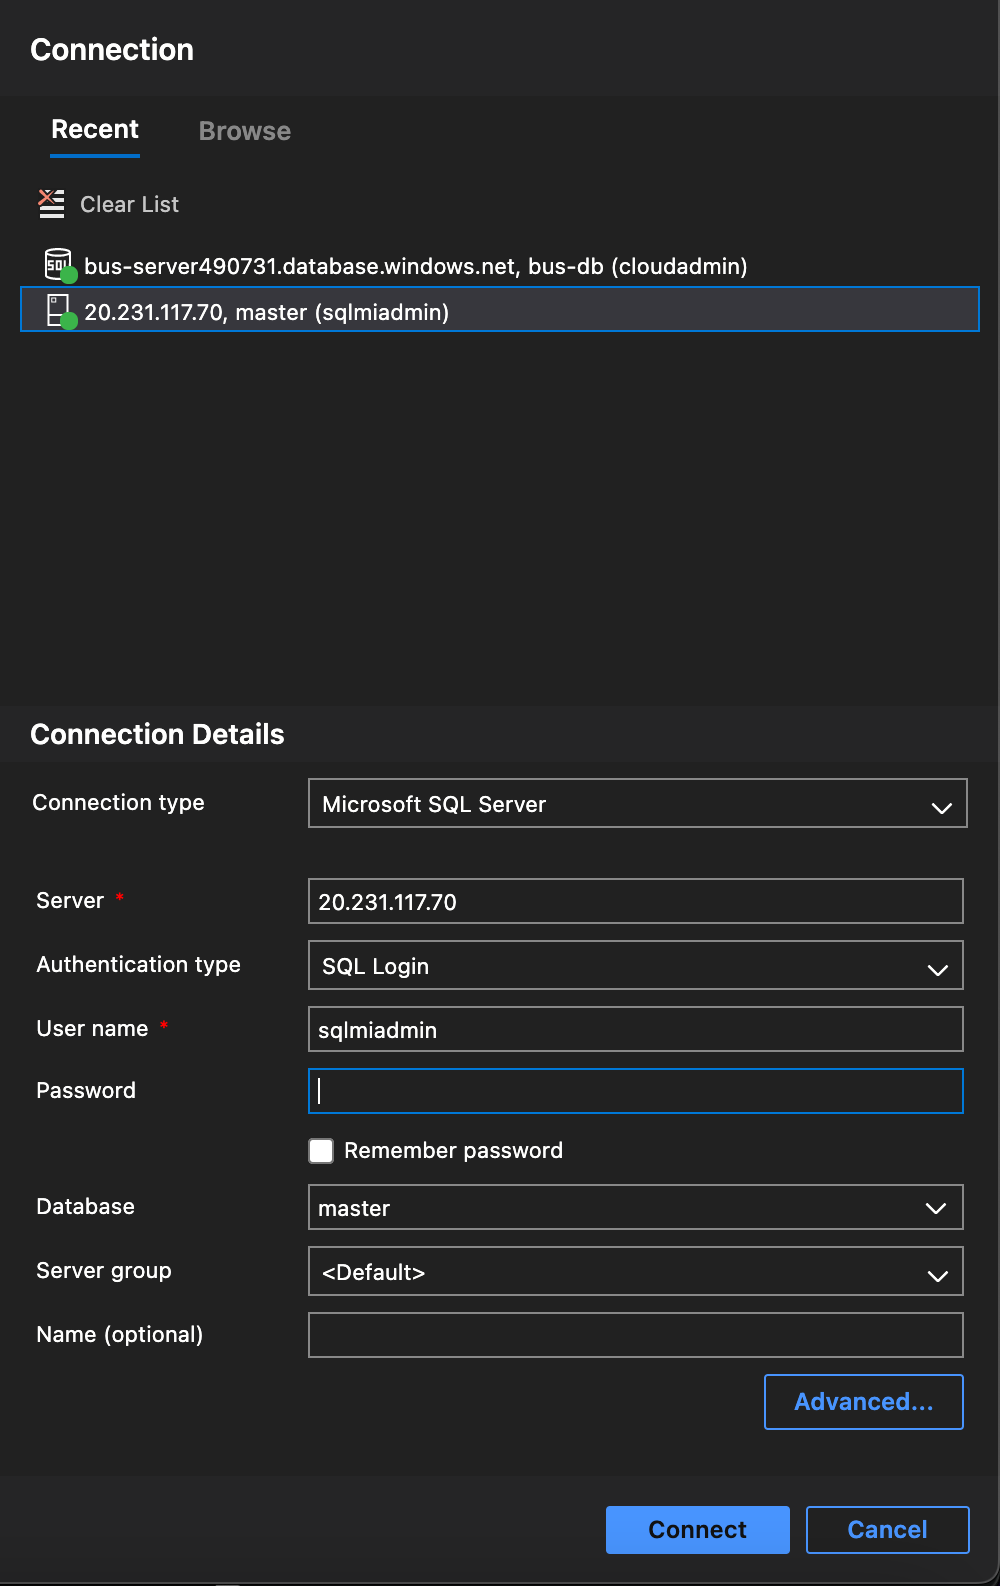 Connection
Recent Browse
Clear List
SQL
bus-server490731.database.windows.net, bus-db (cloudadmin)
20.231.117.70, master (sqlmiadmin)
Connection Details
Connection type Microsoft SQL Server
Server * 20.231.117.70
Authentication type SQL Login
User name * sqlmiadmin
Password
Remember password
Database master
Server group <Default>
Name (optional)
Advanced...
Connect Cancel